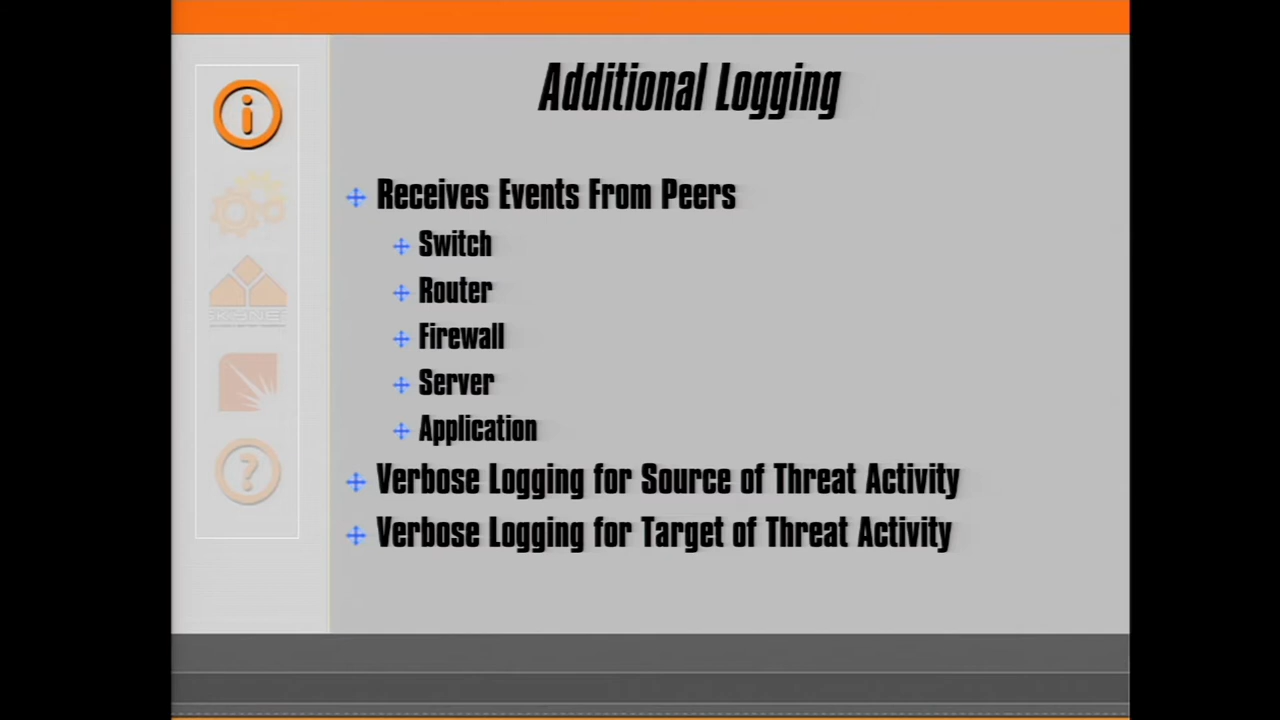 Additional Logging
Receives Events From Peers
Switch
Router
Firewall
Server
Application
Verbose Logging for Source of Threat Activity
Verbose Logging for Target of Threat Activity
i
?